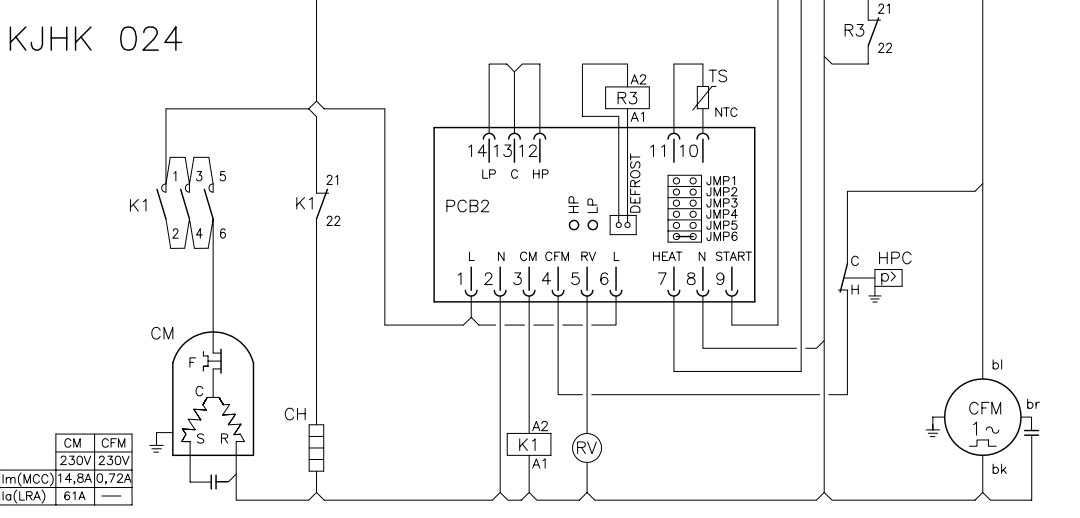 21
R3
22
KJHK 024
A2
R3
A1
TS
NTC
14 13 12
11 10
LP C HP
DEFROST
JMP1
JMP2
JMP3
JMP4
JMP5
JMP6
1 3 5
K1
2 4 6
21
K1
22
PCB2
HP LP
L N CM CFM RV L
HEAT N START
1 2 3 4 5 6
7 8 9
C
HPC
p>
H
CM
F
C
S R
CH
A2
K1
A1
RV
bl
CFM
1 ~
br
bk
CM CFM
230V 230V
Im(MCC) 14,8A 0,72A
Ia(LRA) 61A —